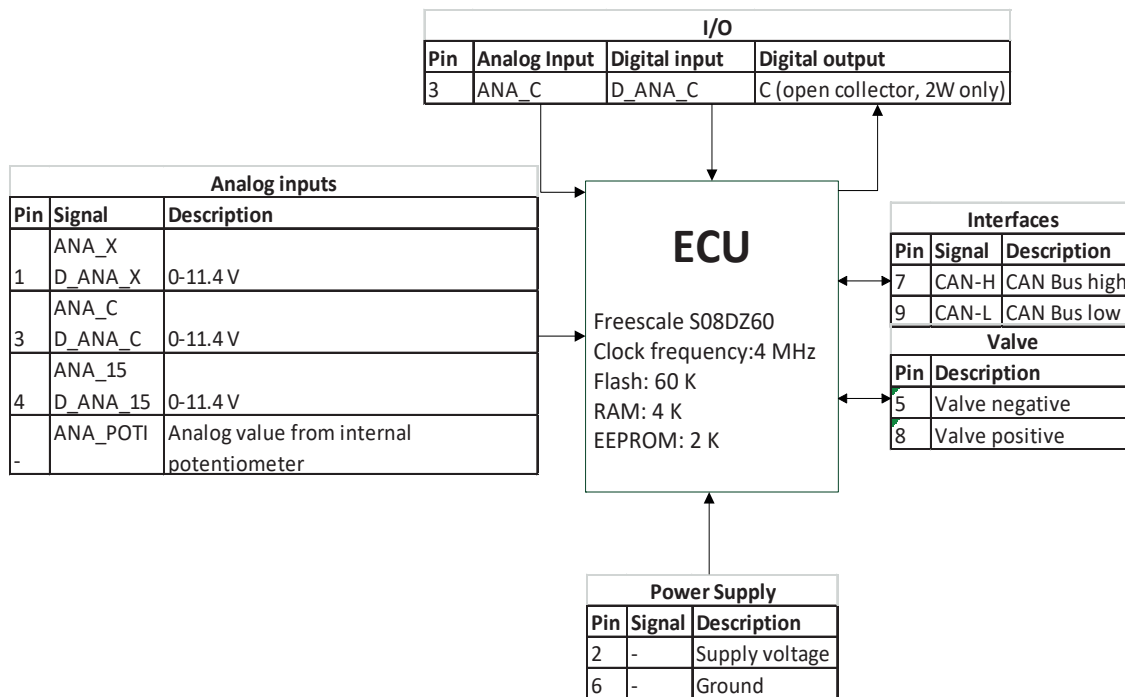 I/O
Pin Analog Input Digital input Digital output
3 ANA_C D_ANA_C C (open collector, 2W only)
Analog inputs
Pin Signal Description
ANA_X
1 D_ANA_X 0-11.4 V
ANA_C
3 D_ANA_C 0-11.4 V
ANA_15
4 D_ANA_15 0-11.4 V
ANA_POTI Analog value from internal
- potentiometer
ECU
Freescale S08DZ60
Clock frequency:4 MHz
Flash: 60 K
RAM: 4 K
EEPROM: 2 K
Interfaces
Pin Signal Description
7 CAN-H CAN Bus high
9 CAN-L CAN Bus low
Valve
Pin Description
5 Valve negative
8 Valve positive
Power Supply
Pin Signal Description
2 - Supply voltage
6 - Ground